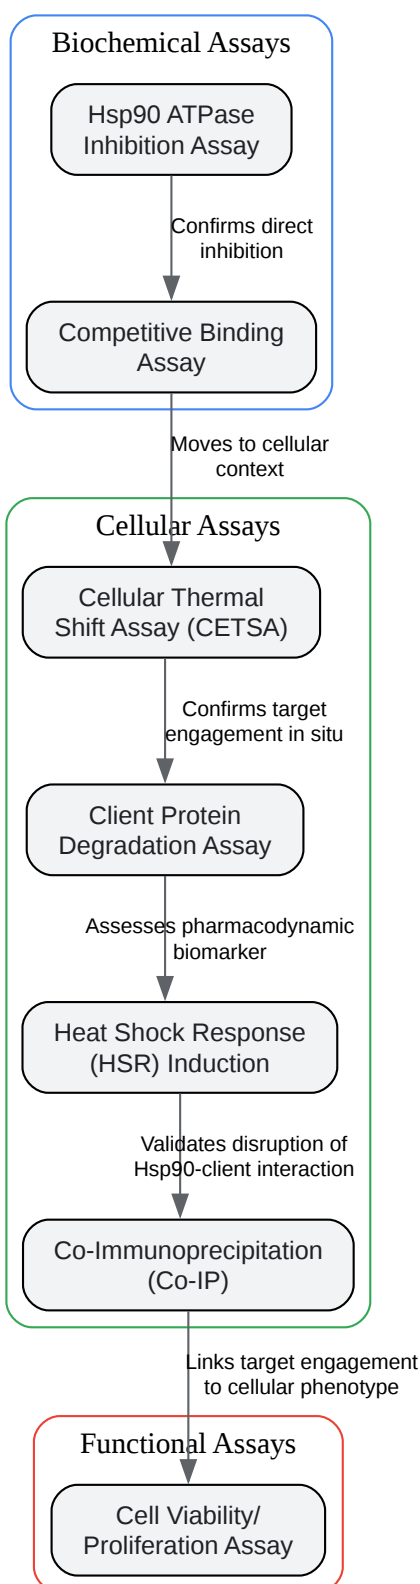 Biochemical Assays
Hsp90 ATPase
Inhibition Assay
Confirms direct
inhibition
Competitive Binding
Assay
Moves to cellular
context
Cellular Assays
Cellular Thermal
Shift Assay (CETSA)
Confirms target
engagement in situ
Client Protein
Degradation Assay
Assesses pharmacodynamic
biomarker
Heat Shock Response
(HSR) Induction
Validates disruption of
Hsp90-client interaction
Co-Immunoprecipitation
(Co-IP)
Links target engagement
to cellular phenotype
Functional Assays
Cell Viability/
Proliferation Assay